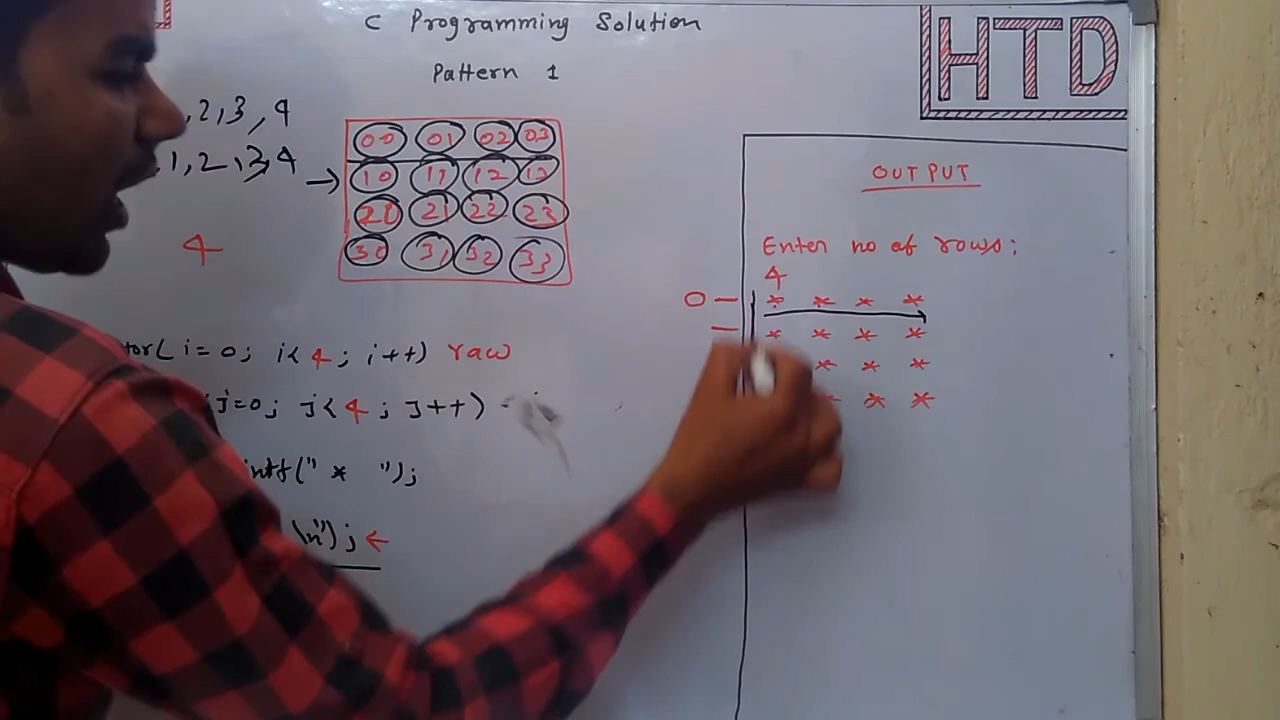 C Programming Solution
Pattern 1
HTD
,2,3,4
1,2,3,4 →
00 01 02 03
10 11 12 13
20 21 22 23
30 31 32 33
4
for( i=0; i<4; i++) raw
j=0; j<4; j++)
intf(" * ");
\n"); ←
OUTPUT
Enter no of rows:
4
0 — * * * *
— * * * *
* * *
* * *